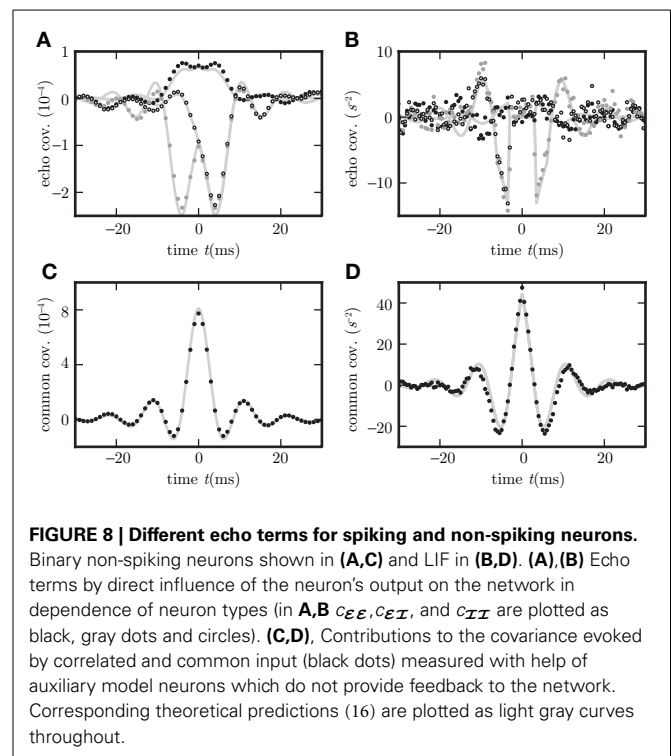 A
1
0
−1
−2
echo cov. (10⁻⁴)
−20 0 20
time t(ms)
B
10
0
−10
echo cov. (s⁻²)
−20 0 20
time t(ms)
C
8
4
0
common cov. (10⁻⁴)
−20 0 20
time t(ms)
D
40
20
0
−20
common cov. (s⁻²)
−20 0 20
time t(ms)
FIGURE 8 | Different echo terms for spiking and non-spiking neurons.
Binary non-spiking neurons shown in (A,C) and LIF in (B,D). (A),(B) Echo
terms by direct influence of the neuron's output on the network in
dependence of neuron types (in A,B cℰℰ,cℰℐ, and cℐℐ are plotted as
black, gray dots and circles). (C,D), Contributions to the covariance evoked
by correlated and common input (black dots) measured with help of
auxiliary model neurons which do not provide feedback to the network.
Corresponding theoretical predictions (16) are plotted as light gray curves
throughout.